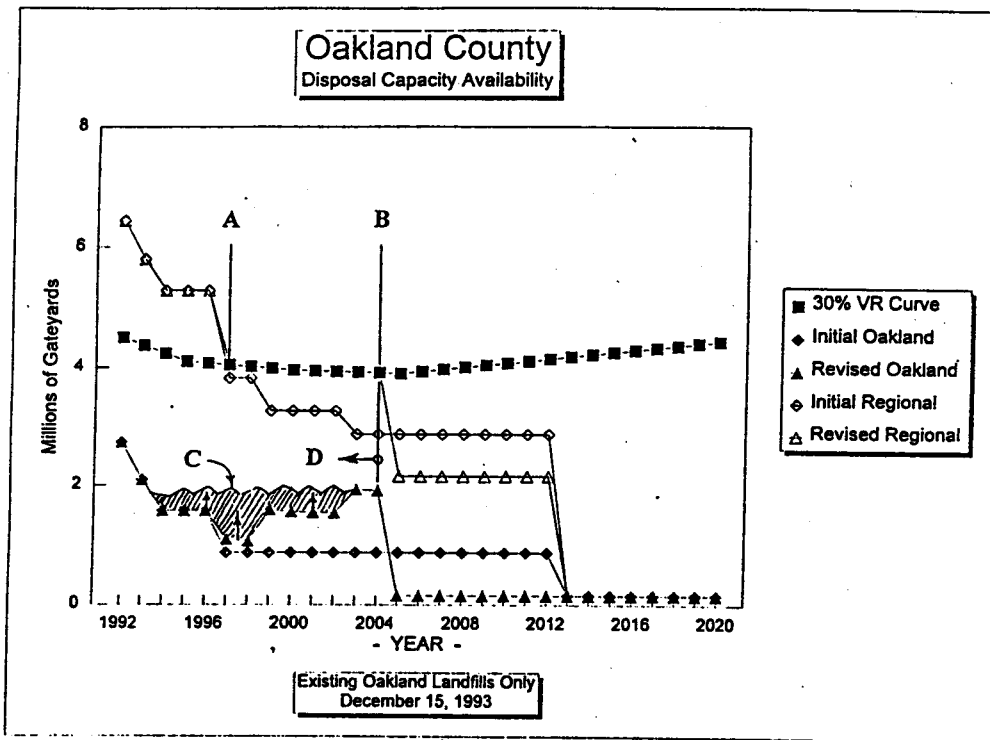 Oakland County
Disposal Capacity Availability
8
6
4
2
0
Millions of Gateyards
A
B
C
D
1992 1996 2000 2004 2008 2012 2016 2020
- YEAR -
30% VR Curve
Initial Oakland
Revised Oakland
Initial Regional
Revised Regional
Existing Oakland Landfills Only
December 15, 1993